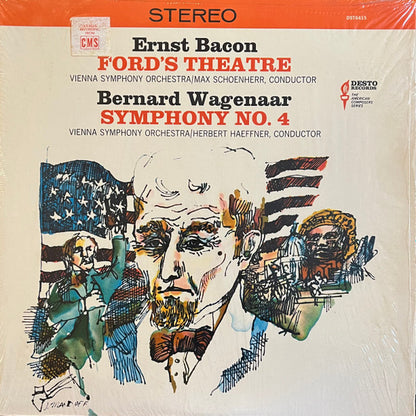 STEREO
DST6415
CMS
Ernst Bacon
FORD'S THEATRE
VIENNA SYMPHONY ORCHESTRA/MAX SCHOENHERR, CONDUCTOR
Bernard Wagenaar
SYMPHONY NO. 4
VIENNA SYMPHONY ORCHESTRA/HERBERT HAEFFNER, CONDUCTOR
DESTO
RECORDS
THE
AMERICAN
COMPOSERS
SERIES